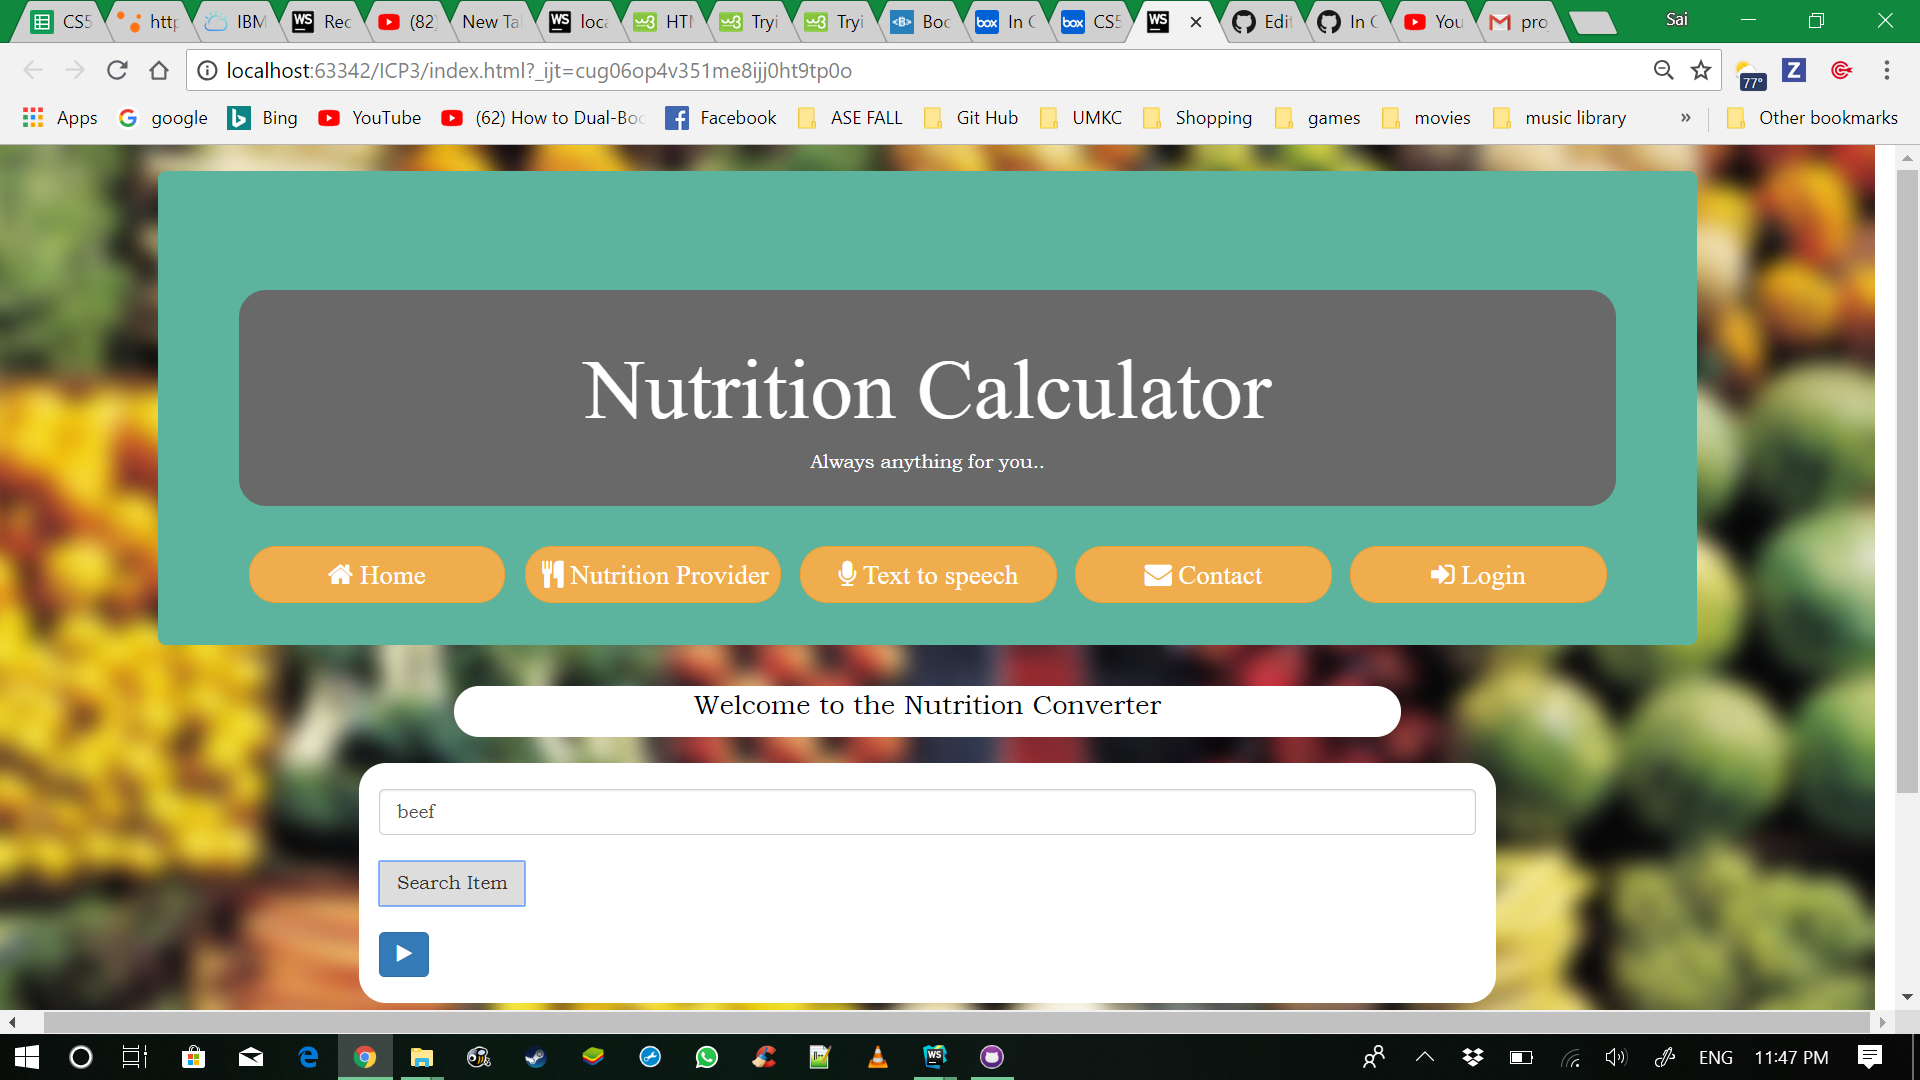 CS5 http IBM Rec (82) New Ta loca HTM Tryi Tryi Boo In C CS5 Edit In C You pro Sai
localhost:63342/ICP3/index.html?_ijt=cug06op4v351me8ijj0ht9tp0o 77°
Apps google Bing YouTube (62) How to Dual-Boo Facebook ASE FALL Git Hub UMKC Shopping games movies music library » Other bookmarks
Nutrition Calculator
Always anything for you..
Home Nutrition Provider Text to speech Contact Login
Welcome to the Nutrition Converter
beef
Search Item
ENG 11:47 PM